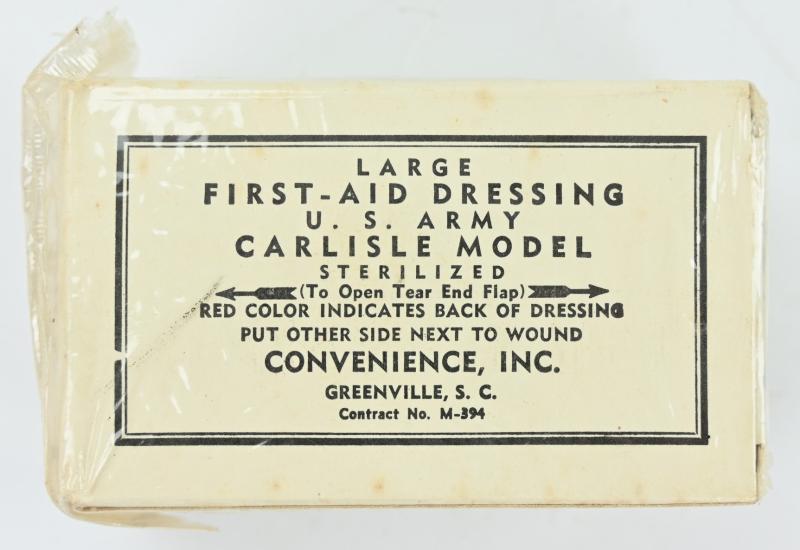 LARGE
FIRST-AID DRESSING
U. S. ARMY
CARLISLE MODEL
STERILIZED
(To Open Tear End Flap)
RED COLOR INDICATES BACK OF DRESSING
PUT OTHER SIDE NEXT TO WOUND
CONVENIENCE, INC.
GREENVILLE, S. C.
Contract No. M-394